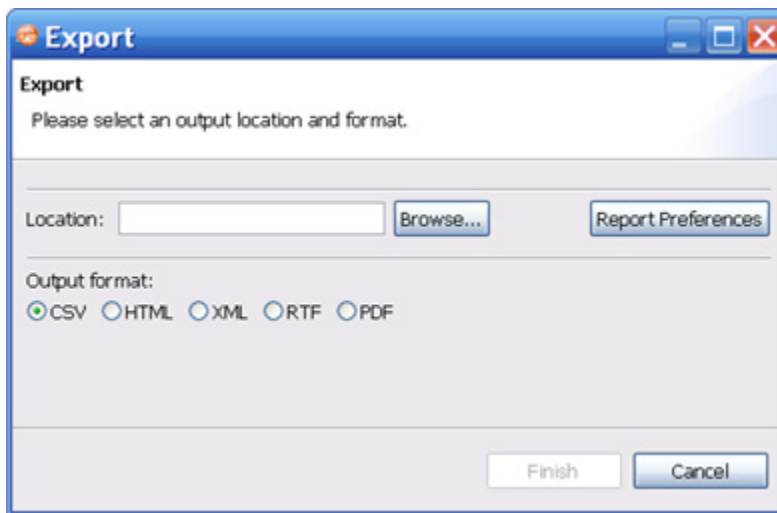 Export
Export
Please select an output location and format.
Location: Browse... Report Preferences
Output format:
CSV HTML XML RTF PDF
Finish Cancel